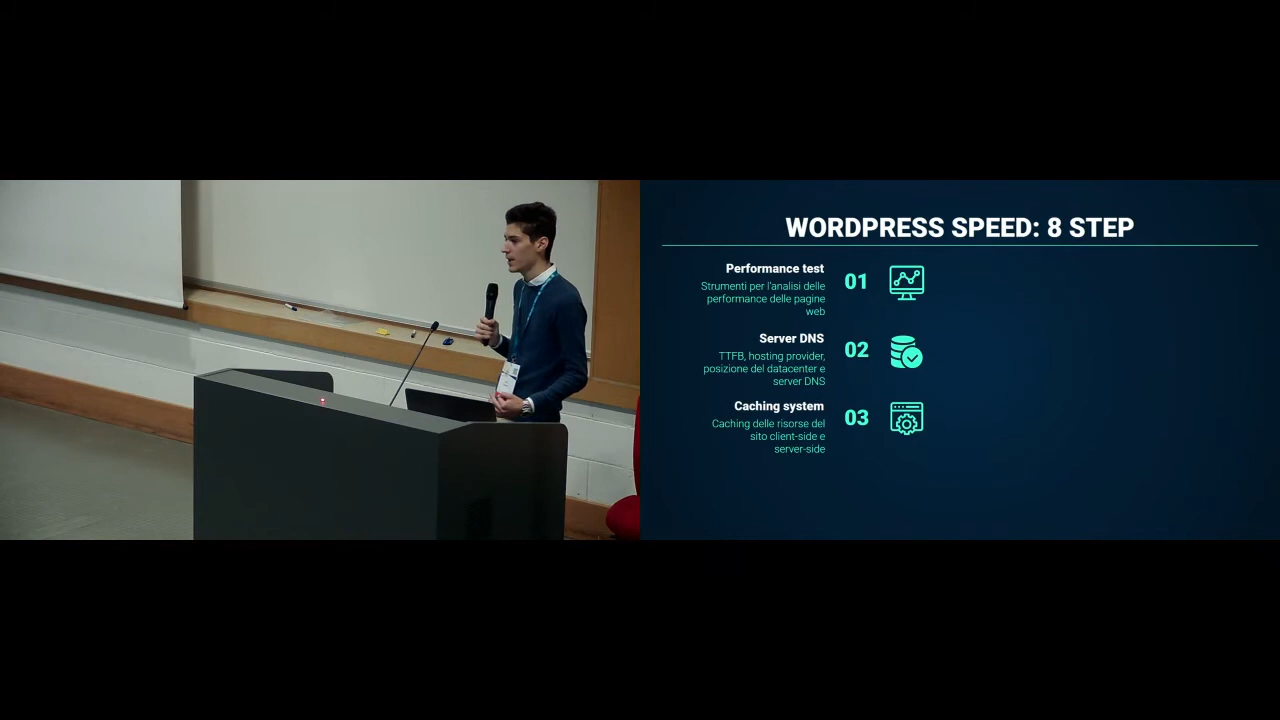 WORDPRESS SPEED: 8 STEP
Performance test
Strumenti per l'analisi delle
performance delle pagine
web
01
Server DNS
TTFB, hosting provider,
posizione del datacenter e
server DNS
02
Caching system
Caching delle risorse del
sito client-side e
server-side
03